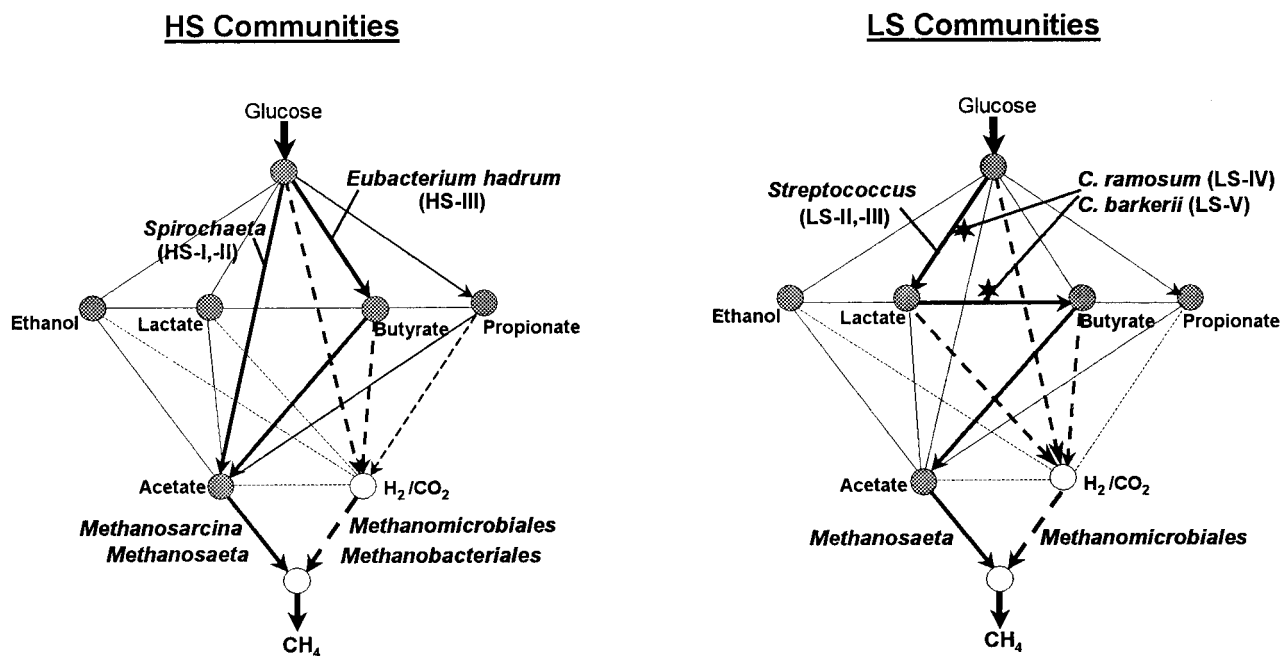 HS Communities
Glucose
Eubacterium hadrum
(HS-III)
Spirochaeta
(HS-I,-II)
Ethanol
Lactate
Butyrate
Propionate
Acetate
H2/CO2
Methanosarcina
Methanosaeta
Methanomicrobiales
Methanobacteriales
CH4
LS Communities
Glucose
Streptococcus
(LS-II,-III)
C. ramosum (LS-IV)
C. barkerii (LS-V)
Ethanol
Lactate
Butyrate
Propionate
Acetate
H2/CO2
Methanosaeta
Methanomicrobiales
CH4